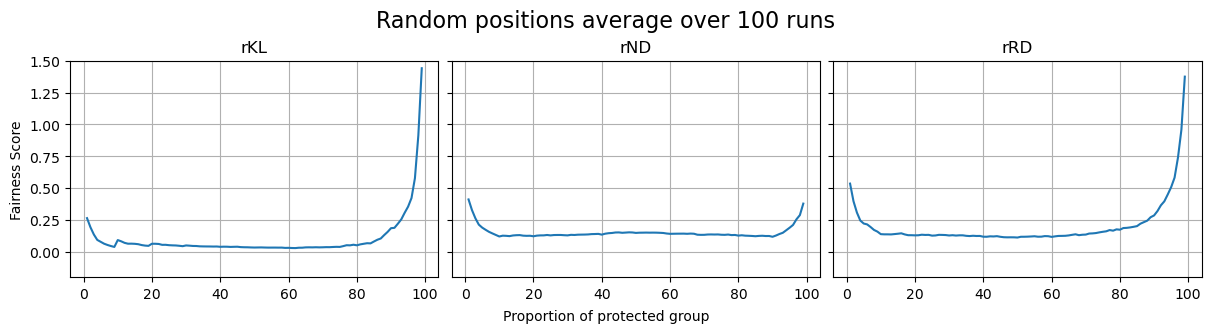 Random positions average over 100 runs
rKL
rND
rRD
Fairness Score
1.50
1.25
1.00
0.75
0.50
0.25
0.00
0 20 40 60 80 100
0 20 40 60 80 100
0 20 40 60 80 100
Proportion of protected group